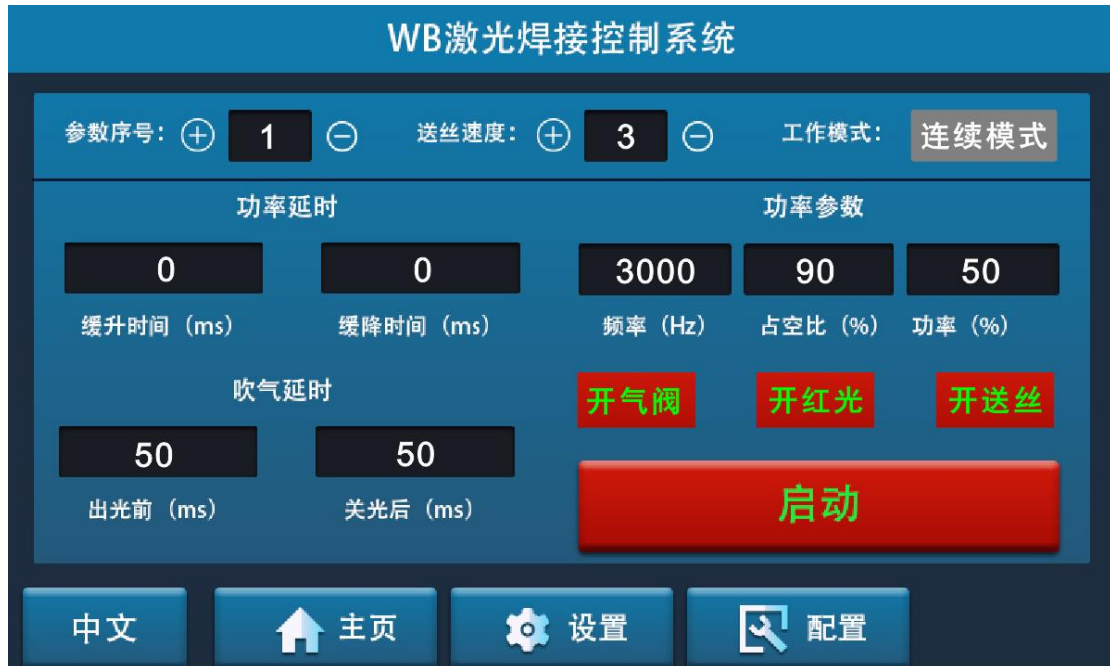 WB激光焊接控制系统
参数序号: 1 送丝速度: 3 工作模式: 连续模式
功率延时 功率参数
0 0 3000 90 50
缓升时间（ms） 缓降时间（ms） 频率（Hz） 占空比（%） 功率（%）
吹气延时 开气阀 开红光 开送丝
50 50
启动
出光前（ms） 关光后（ms）
中文 主页 设置 配置